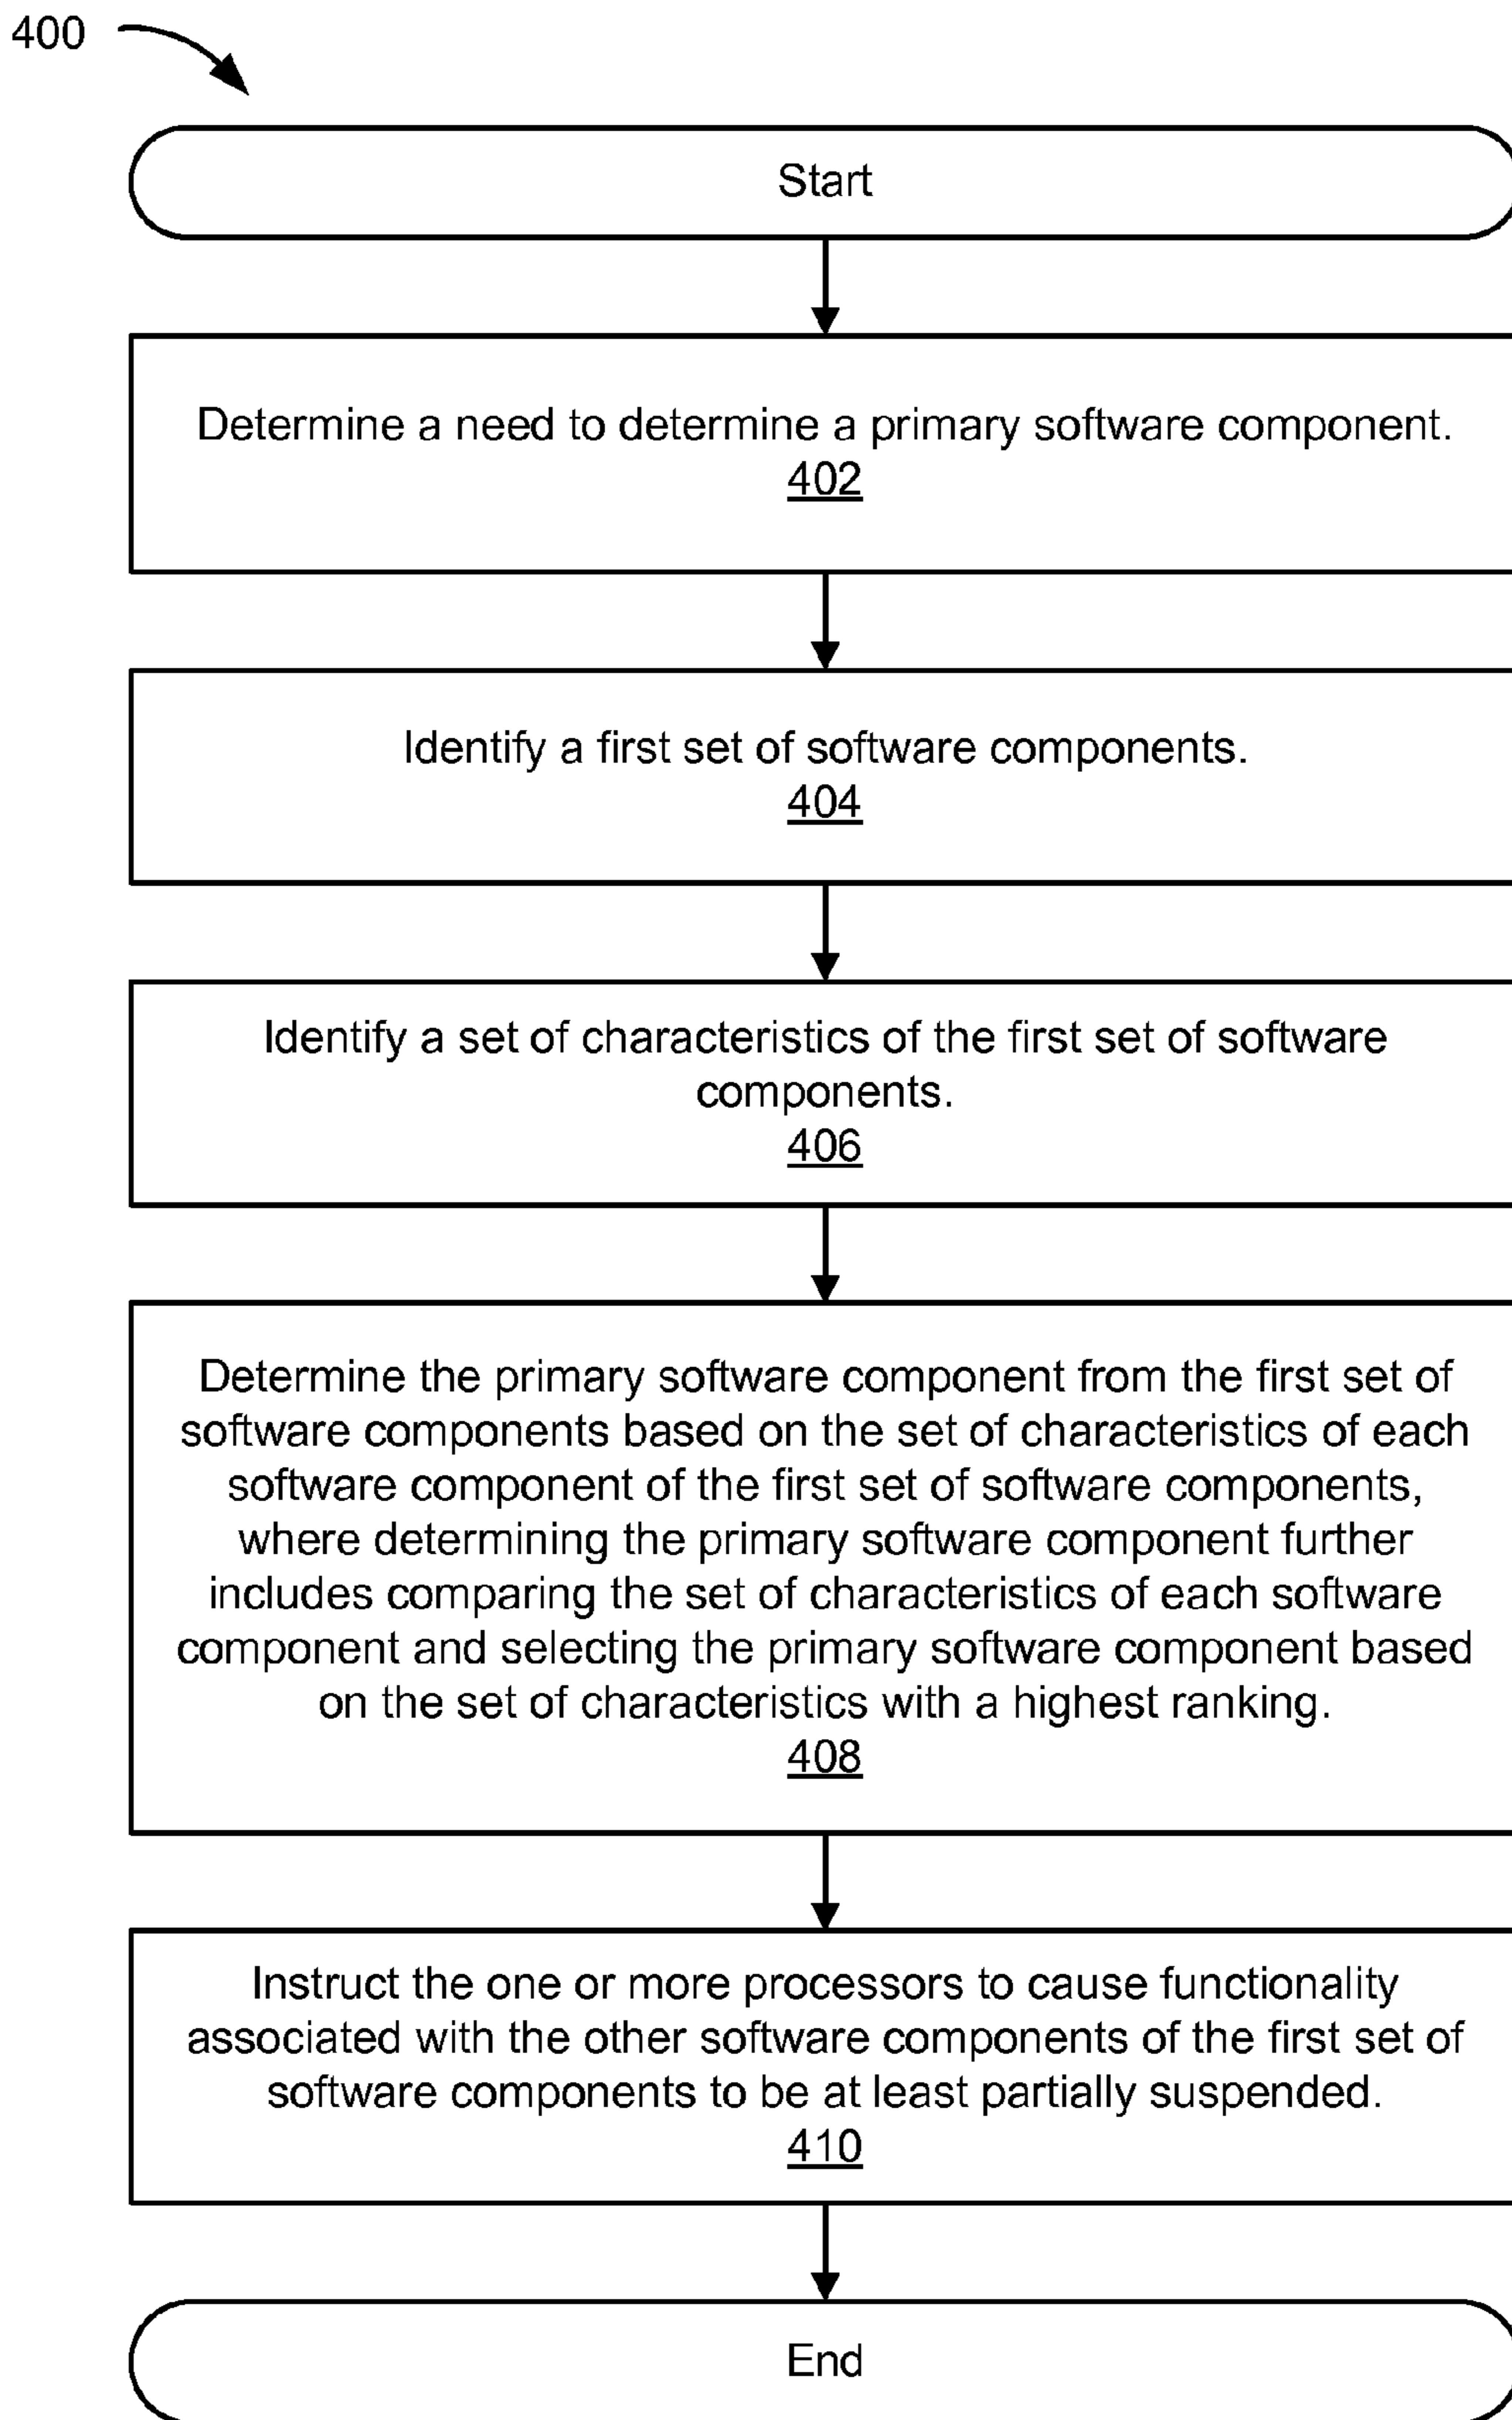 400
Start
Determine a need to determine a primary software component.
402
Identify a first set of software components.
404
Identify a set of characteristics of the first set of software
components.
406
Determine the primary software component from the first set of
software components based on the set of characteristics of each
software component of the first set of software components,
where determining the primary software component further
includes comparing the set of characteristics of each software
component and selecting the primary software component based
on the set of characteristics with a highest ranking.
408
Instruct the one or more processors to cause functionality
associated with the other software components of the first set of
software components to be at least partially suspended.
410
End